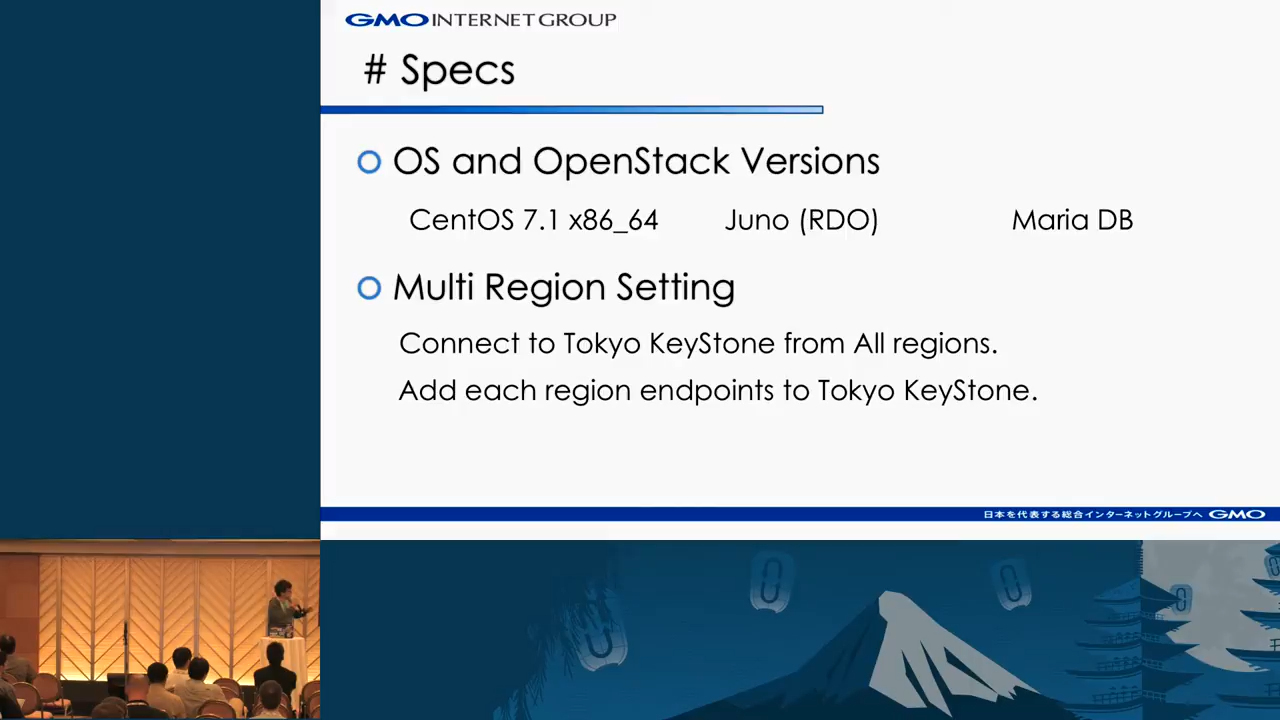 GMO INTERNET GROUP
# Specs
OS and OpenStack Versions
CentOS 7.1 x86_64 Juno (RDO) Maria DB
Multi Region Setting
Connect to Tokyo KeyStone from All regions.
Add each region endpoints to Tokyo KeyStone.
日本を代表する総合インターネットグループへ GMO